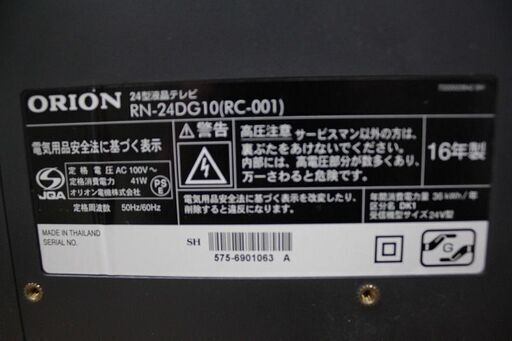 ORION
24型液晶テレビ
RN-24DG10(RC-001)
電気用品安全法に基づく表示
定格電圧 AC 100V～
定格消費電力 41W
オリオン電機株式会社
定格周波数 50Hz/60Hz
JQA
PS
E
警告
高圧注意 サービスマン以外の方は、
裏ぶたをあけないでください。
内部には、高電圧部分が数多くあり、
万一さわると危険です。
16年製
電気用品安全法に基づく表示を改定したり、
削除すると違反になります。
年間消費電力量 36 kWh/年
区分名 DK1
受信機型サイズ 24V型
MADE IN THAILAND
SERIAL NO.
SH
575-6901063 A
G